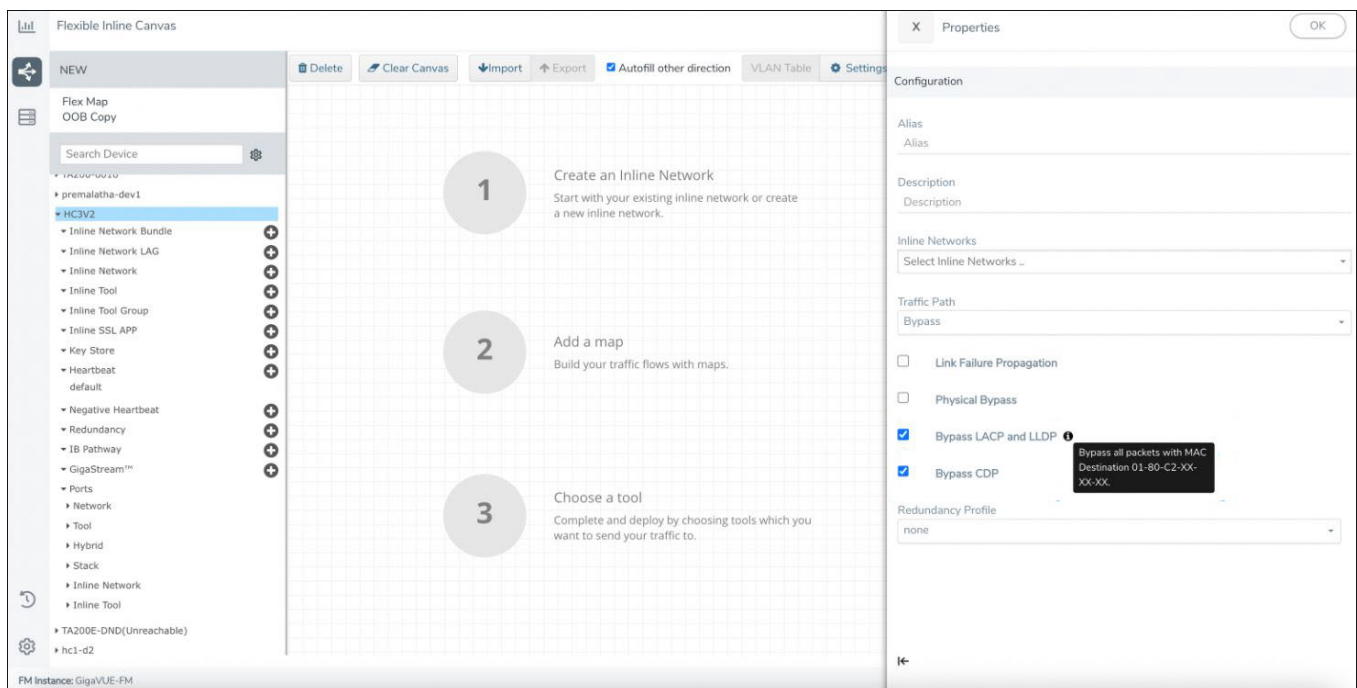 Flexible Inline Canvas
NEW
Flex Map
OOB Copy
Search Device
premalatha-dev1
HC3V2
Inline Network Bundle
Inline Network LAG
Inline Network
Inline Tool
Inline Tool Group
Inline SSL APP
Key Store
Heartbeat
default
Negative Heartbeat
Redundancy
IB Pathway
GigaStream™
Ports
Network
Tool
Hybrid
Stack
Inline Network
Inline Tool
TA200E-DND(Unreachable)
hc1-d2
FM Instance: GigaVUE-FM
Delete Clear Canvas Import Export Autofill other direction VLAN Table Settings
1
Create an Inline Network
Start with your existing inline network or create
a new inline network.
2
Add a map
Build your traffic flows with maps.
3
Choose a tool
Complete and deploy by choosing tools which you
want to send your traffic to.
X Properties OK
Configuration
Alias
Alias
Description
Description
Inline Networks
Select Inline Networks ..
Traffic Path
Bypass
Link Failure Propagation
Physical Bypass
Bypass LACP and LLDP
Bypass all packets with MAC
Destination 01-80-C2-XX-
XX-XX.
Bypass CDP
Redundancy Profile
none